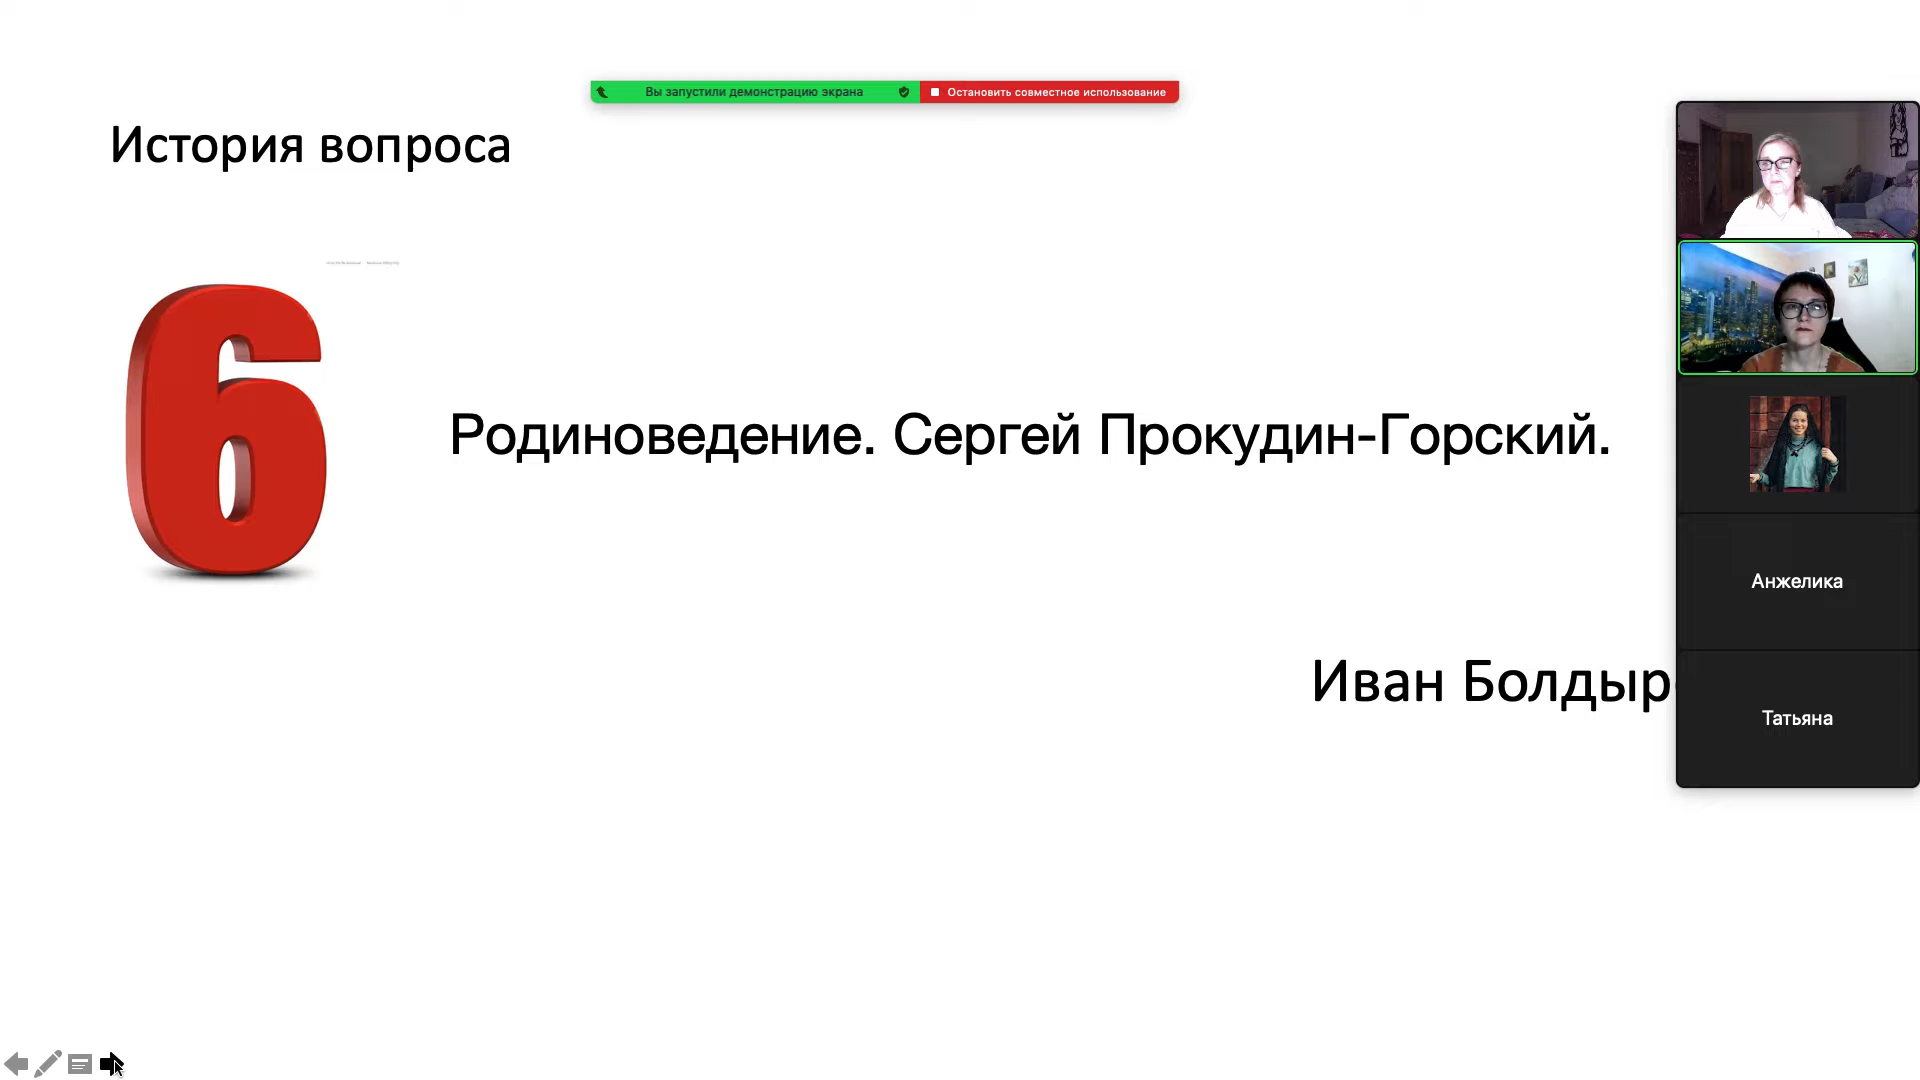 Вы запустили демонстрацию экрана
Остановить совместное использование
История вопроса
6
Родиноведение. Сергей Прокудин-Горский.
Анжелика
Иван Болдыр
Татьяна